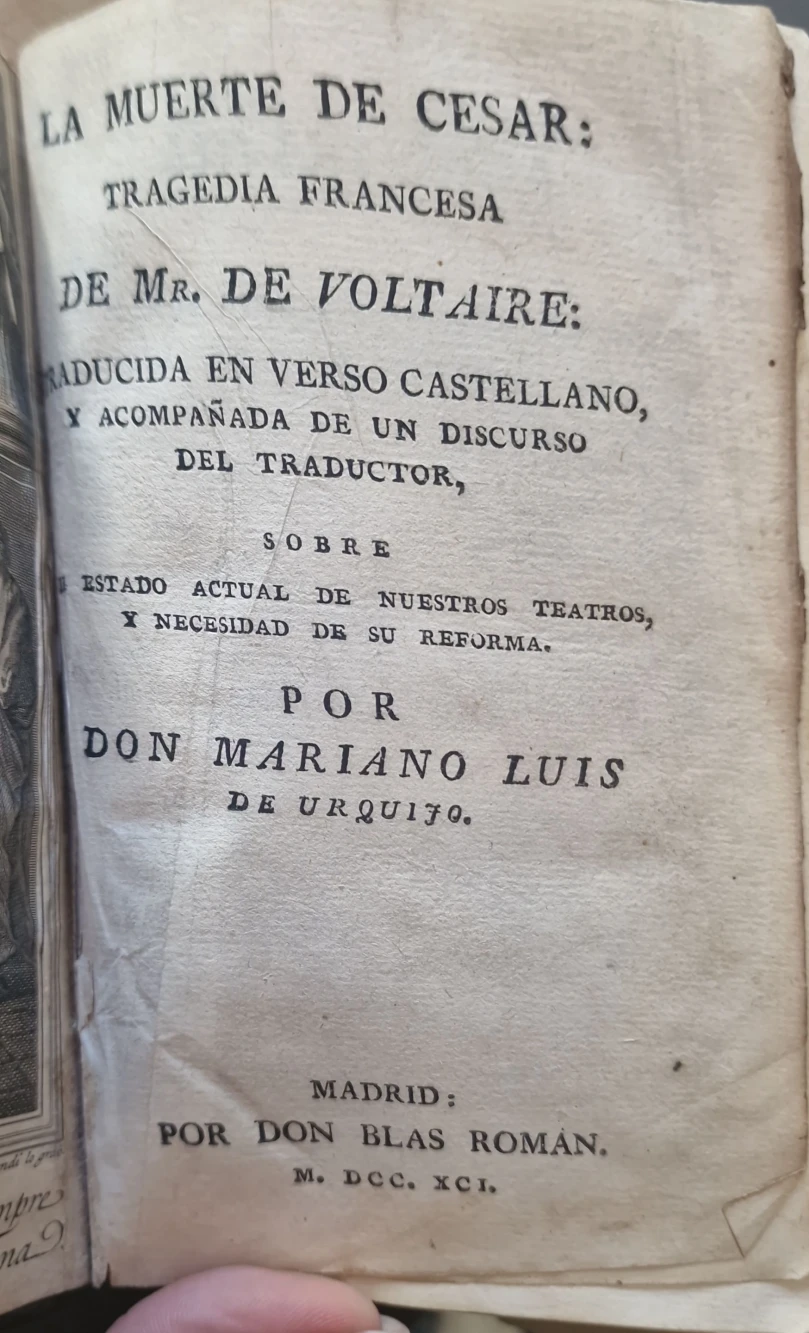 LA MUERTE DE CESAR:
TRAGEDIA FRANCESA
DE MR. DE VOLTAIRE:
TRADUCIDA EN VERSO CASTELLANO,
Y ACOMPAÑADA DE UN DISCURSO
DEL TRADUCTOR,
SOBRE
ESTADO ACTUAL DE NUESTROS TEATROS,
Y NECESIDAD DE SU REFORMA.
POR
DON MARIANO LUIS
DE URQUIJO.
MADRID:
POR DON BLAS ROMÁN.
M. DCC. XCI.